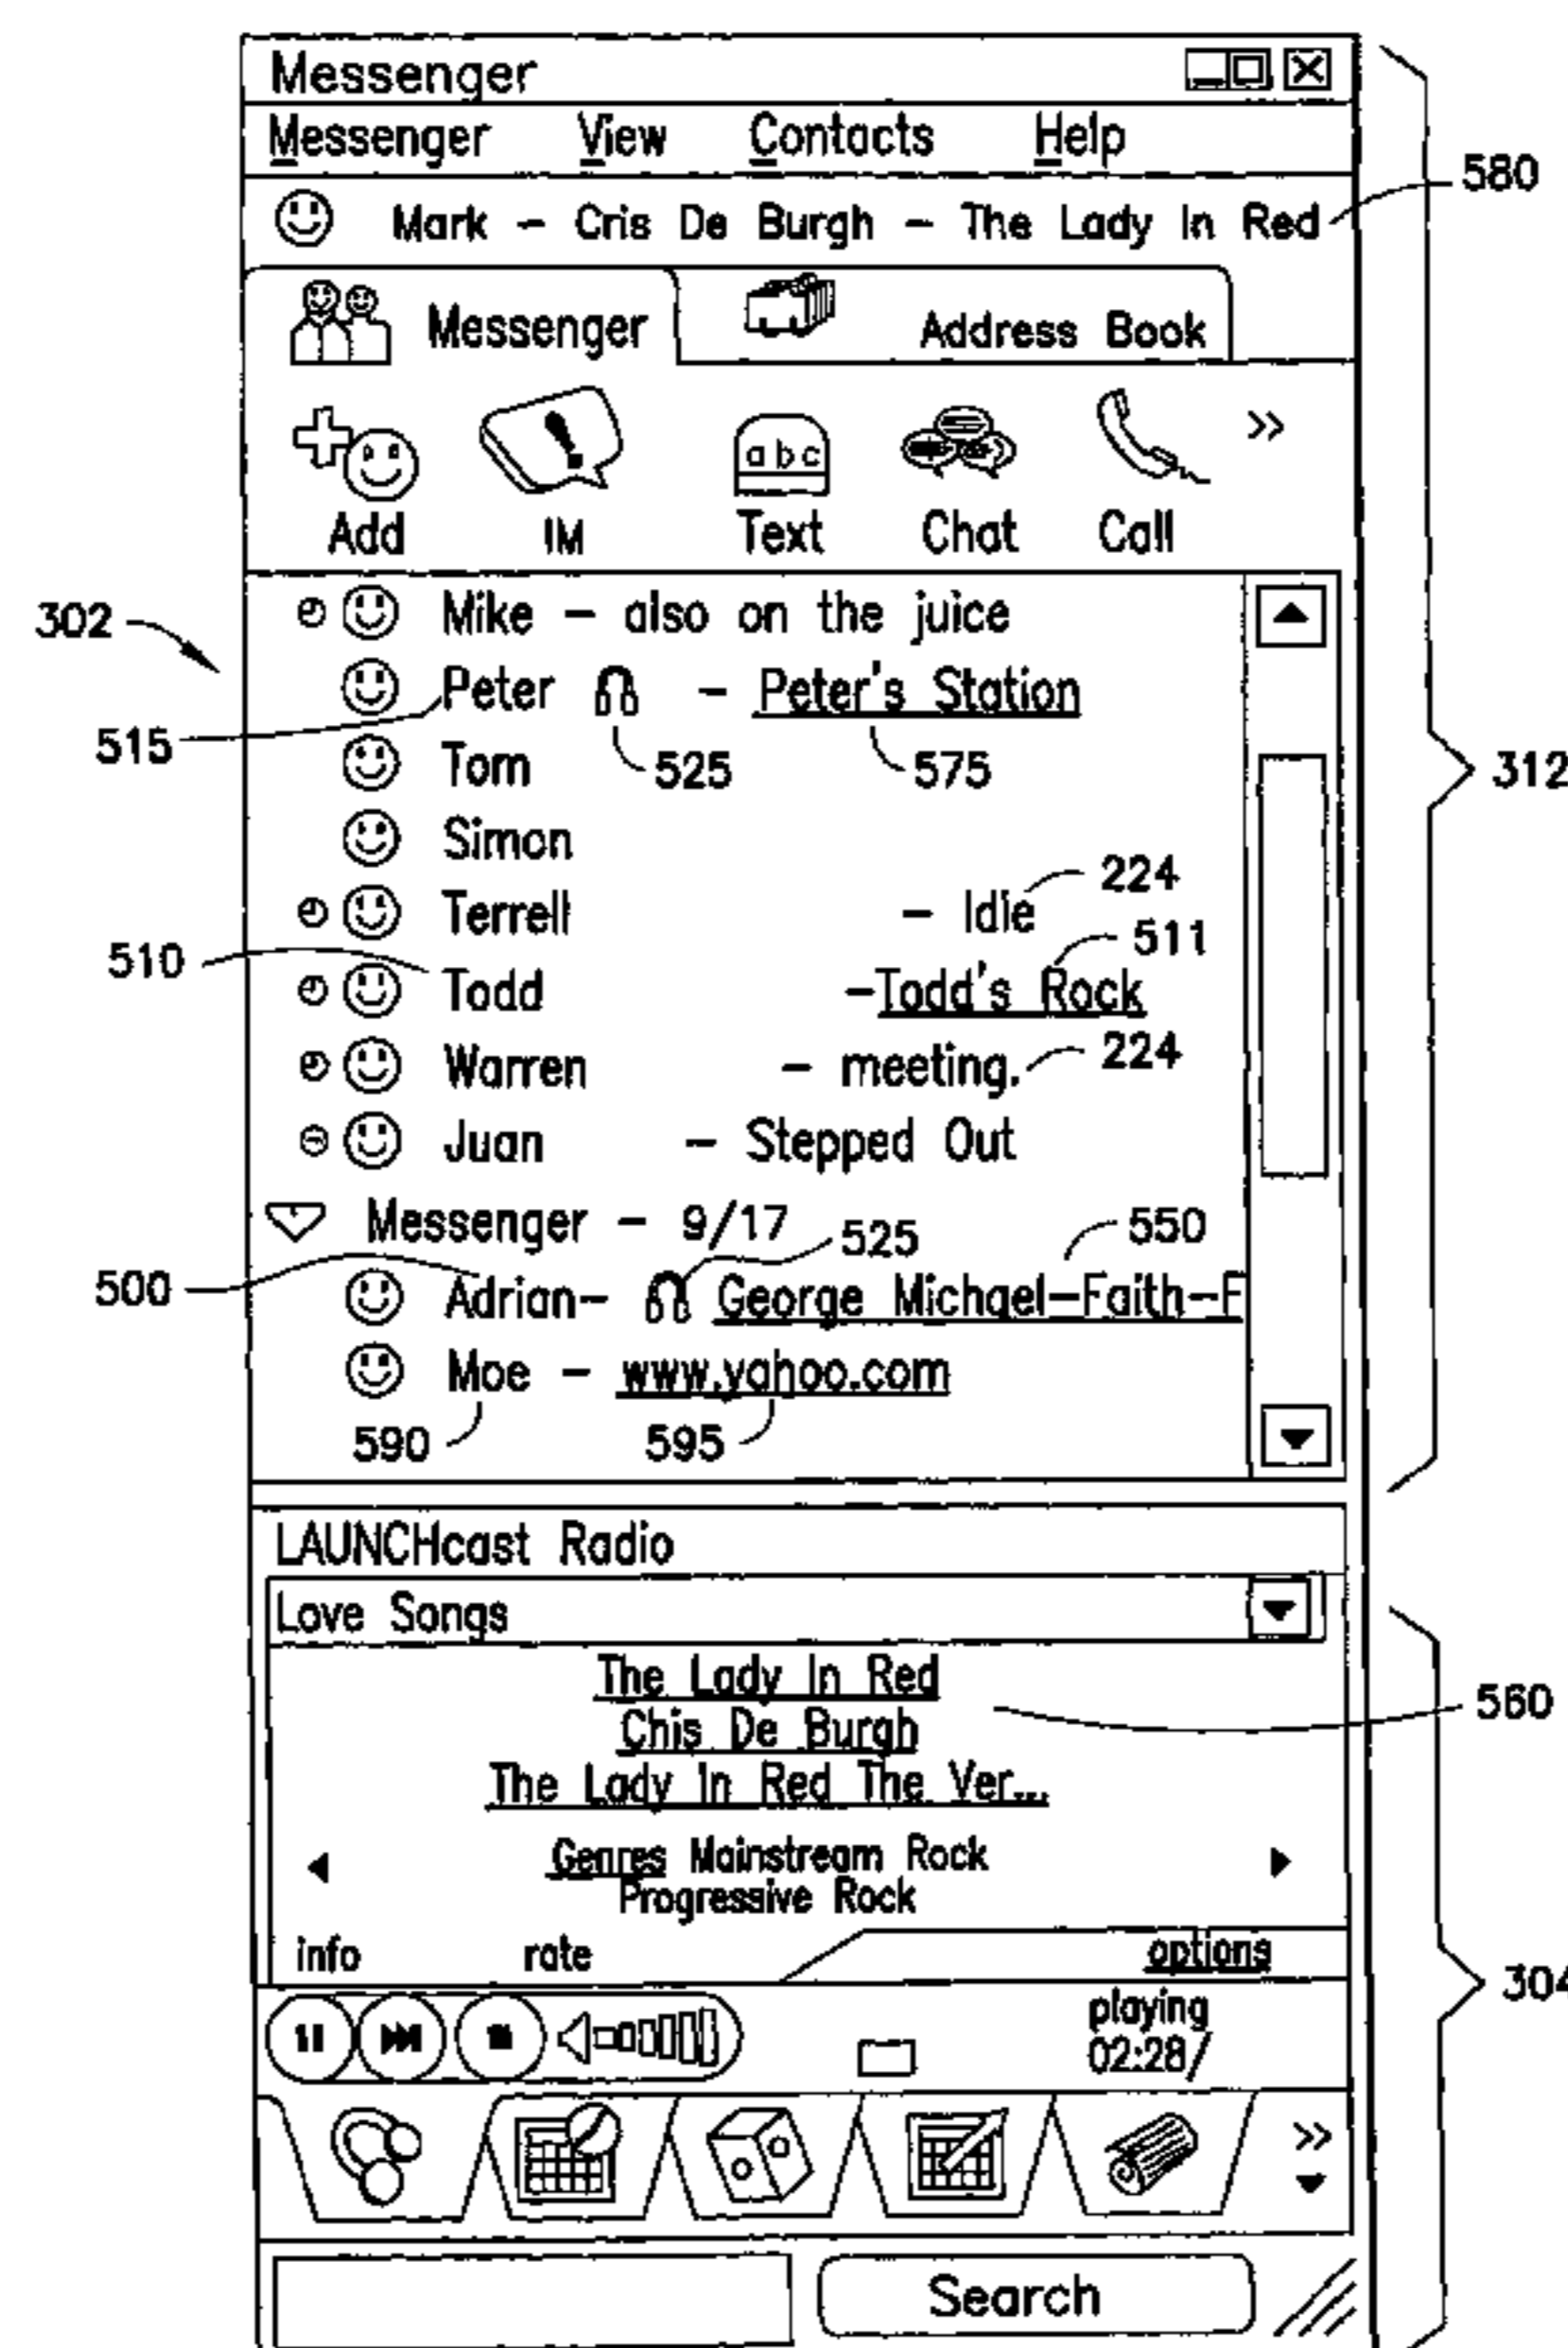 Messenger
Messenger View Contacts Help
580
Mark – Cris De Burgh – The Lady In Red
Messenger Address Book
abc
Add IM Text Chat Call
302
Mike – also on the juice
Peter – Peter's Station
515
Tom 525 575
312
Simon
224
Terrell – Idle
511
510
Todd –Todd's Rock
Warren – meeting. 224
Juan – Stepped Out
Messenger – 9/17
525 550
500
Adrian– George Michael–Faith–F
Moe – www.yahoo.com
590 595
LAUNCHcast Radio
Love Songs
The Lady In Red
560
Chis De Burgh
The Lady In Red The Ver...
Genres Mainstream Rock
Progressive Rock
info rate options
304
playing
02:28/
Search